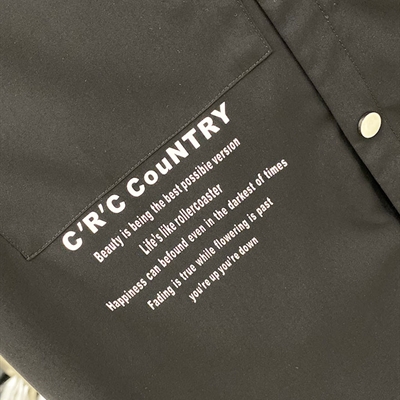 C'R'C CouNTRY
Beauty is being the best possible version
Life's like rollercoaster
Happiness can befound even in the darkest of times
Fading is true while flowering is past
you're up you're down